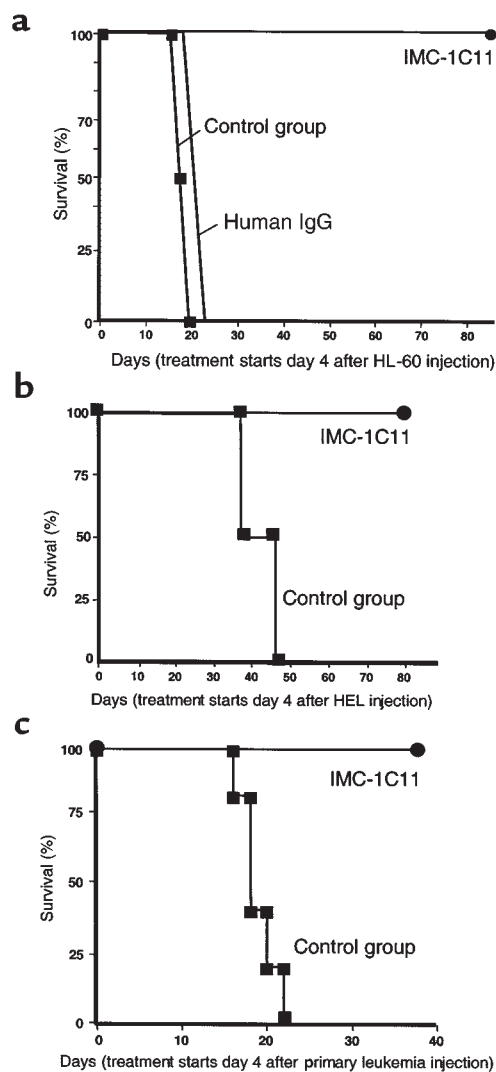 a
100
IMC-1C11
70
Control group
50
Survival (%)
Human IgG
25
0
0 10 20 30 40 50 60 70 80
Days (treatment starts day 4 after HL-60 injection)
b
100
IMC-1C11
50
Survival (%)
25
Control group
0
0 10 20 30 40 50 60 70 80
Days (treatment starts day 4 after HEL injection)
c
100
IMC-1C11
75
Survival (%)
50
25
Control group
0
0 10 20 30 40
Days (treatment starts day 4 after primary leukemia injection)